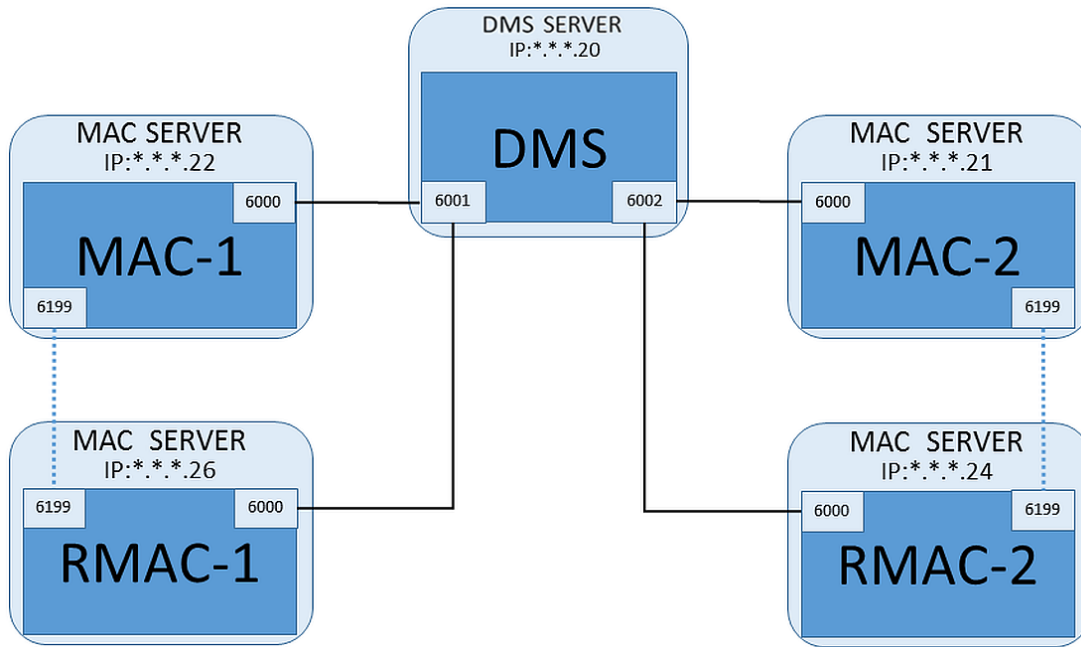 DMS SERVER
IP:*.*.*.20
DMS
6001
6002
MAC SERVER
IP:*.*.*.22
6000
MAC-1
6199
MAC SERVER
IP:*.*.*.21
6000
MAC-2
6199
MAC SERVER
IP:*.*.*.26
6199
6000
RMAC-1
MAC SERVER
IP:*.*.*.24
6000
6199
RMAC-2